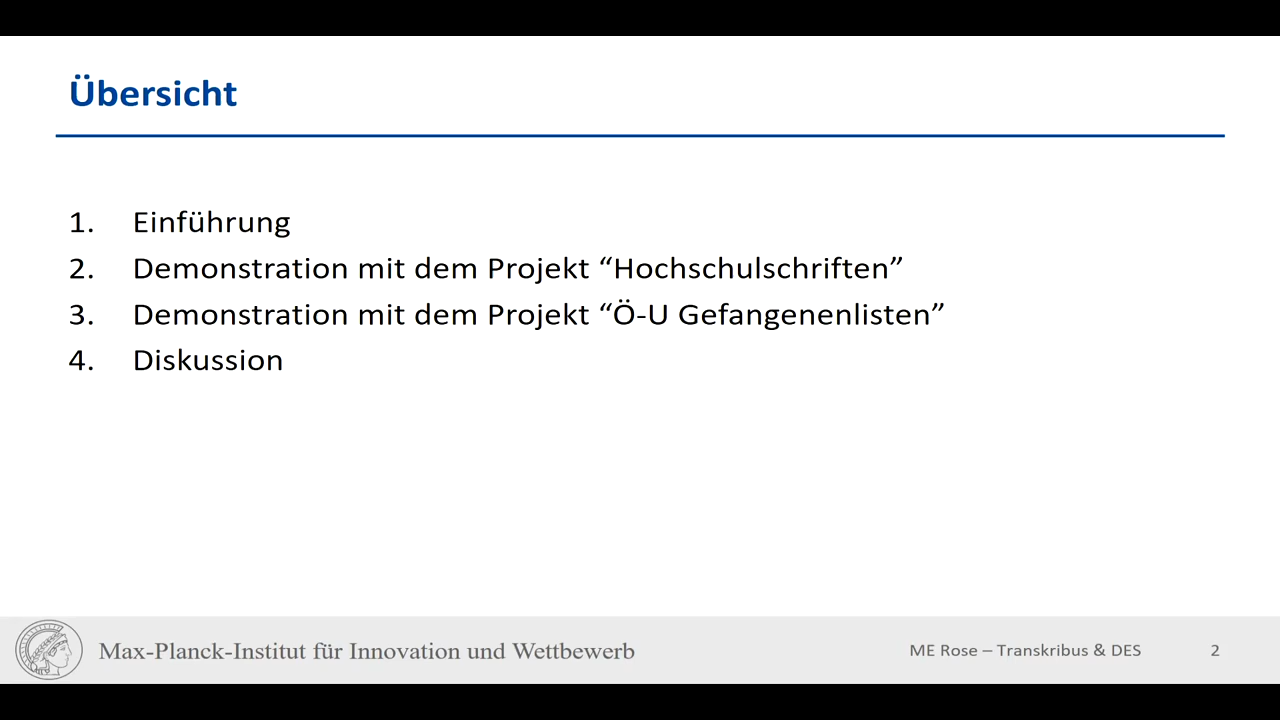 Übersicht
1. Einführung
2. Demonstration mit dem Projekt “Hochschulschriften”
3. Demonstration mit dem Projekt “Ö-U Gefangenenlisten”
4. Diskussion
Max-Planck-Institut für Innovation und Wettbewerb
ME Rose – Transkribus & DES
2